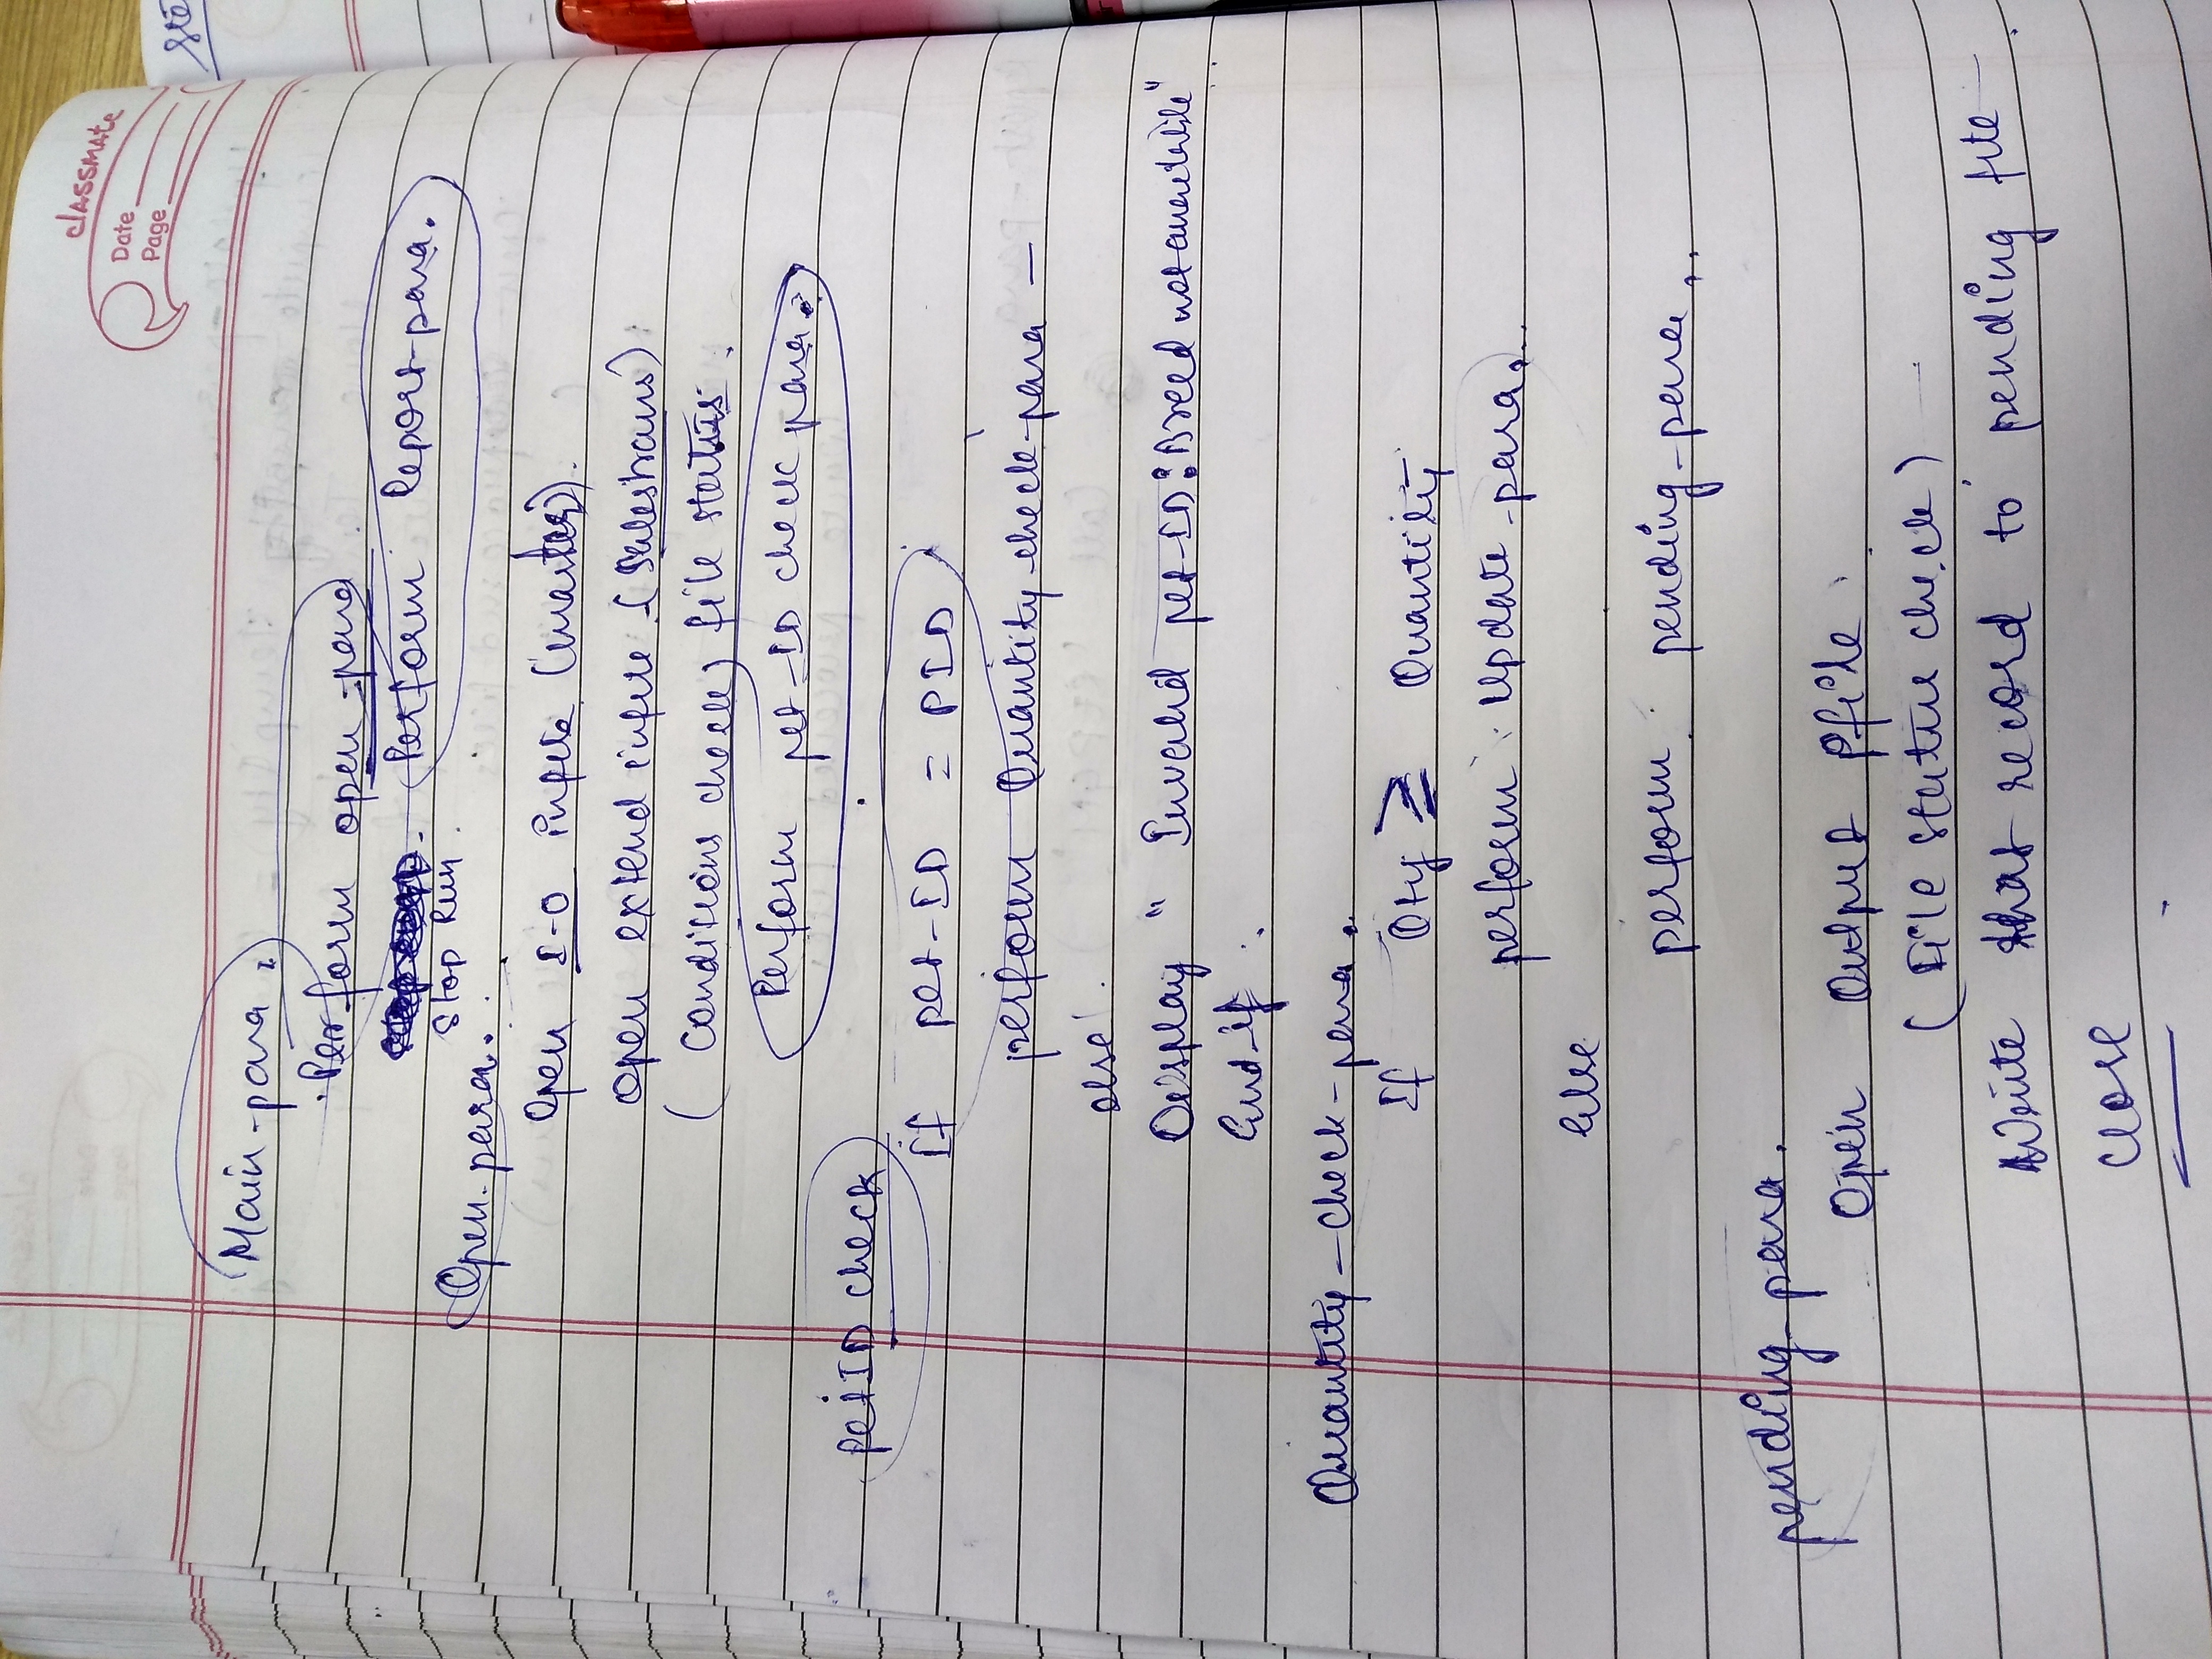 classmate
Date
Page
Main-para.
Perform open-para
Perform Report-para.
Stop Run.
Open-para.
Open I-O infile (master).
open extend infile (Salestrans)
(Conditions check) file status.
Perform pet-ID check para.
petID check
If pet-ID = PID
perform Quantity-check-para
else.
Display " Invalid pet-ID: Breed not available"
End-if.
Quantity-check-para.
If Qty ≥ Quantity
perform Update-para.
Else
perform pending-para..
pending-para.
Open Output Pfile.
(File status check)
Write that record to pending file
Close